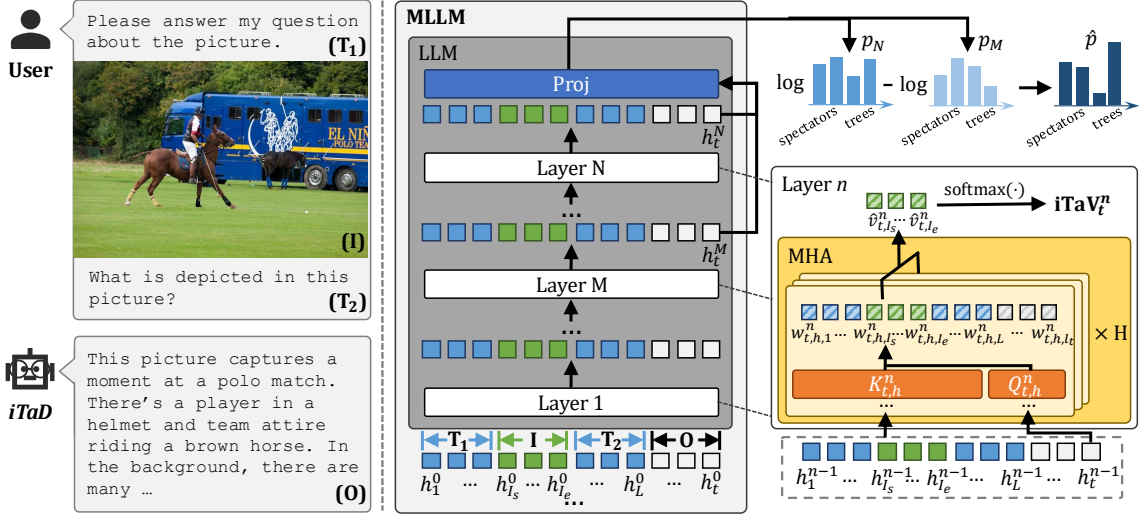 User
Please answer my question
about the picture.
(T₁)
EL NIÑ
POLO TEA
(I)
What is depicted in this
picture?
(T₂)
iTaD
This picture captures a
moment at a polo match.
There's a player in a
helmet and team attire
riding a brown horse. In
the background, there are
many …
(O)
MLLM
LLM
Proj
h_t^N
Layer N
...
h_t^M
Layer M
...
Layer 1
T₁ I T₂ O
h_1^0 ... h_{I_s}^0 ... h_{I_e}^0 ... h_L^0 ... h_t^0
...
log p_N − log p_M p̂
spectators trees spectators trees spectators trees
Layer n
v̂_{t,I_s}^n ... v̂_{t,I_e}^n softmax(·) iTaV_t^n
MHA
w_{t,h,1}^n ... w_{t,h,I_s}^n ... w_{t,h,I_e}^n ... w_{t,h,L}^n ... w_{t,h,I_t}^n
× H
K_{t,h}^n Q_{t,h}^n
... ...
h_1^{n−1} ... h_{I_s}^{n−1} ... h_{I_e}^{n−1} ... h_L^{n−1} ... h_t^{n−1}